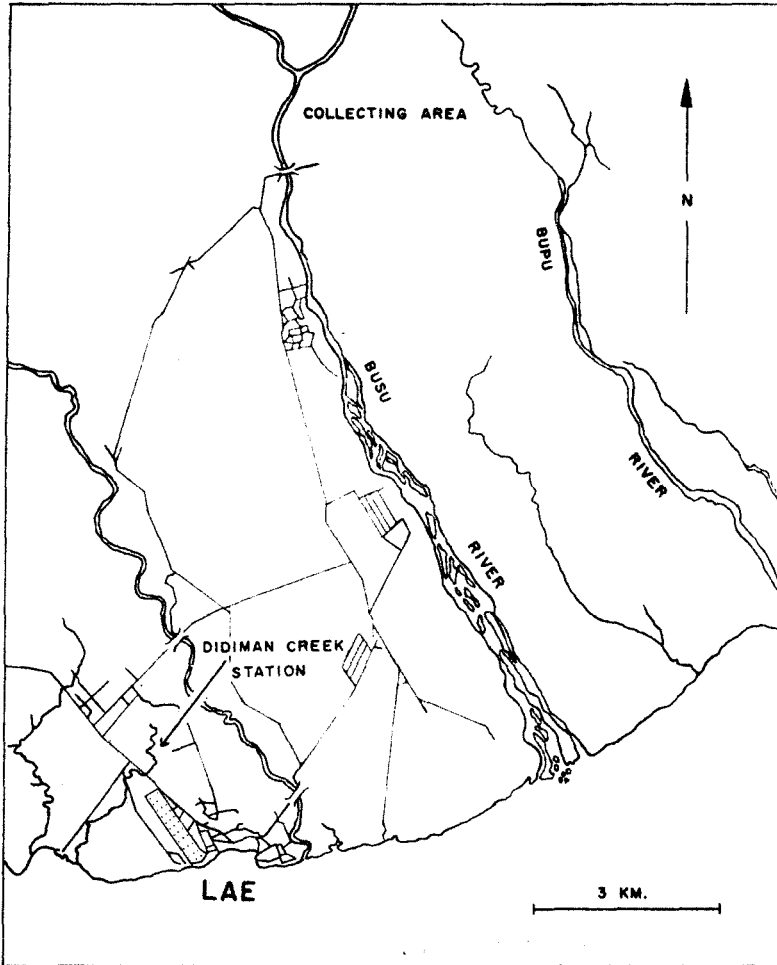 COLLECTING AREA
N
BUPU
RIVER
BUSU
RIVER
DIDIMAN CREEK
STATION
LAE
3 KM.